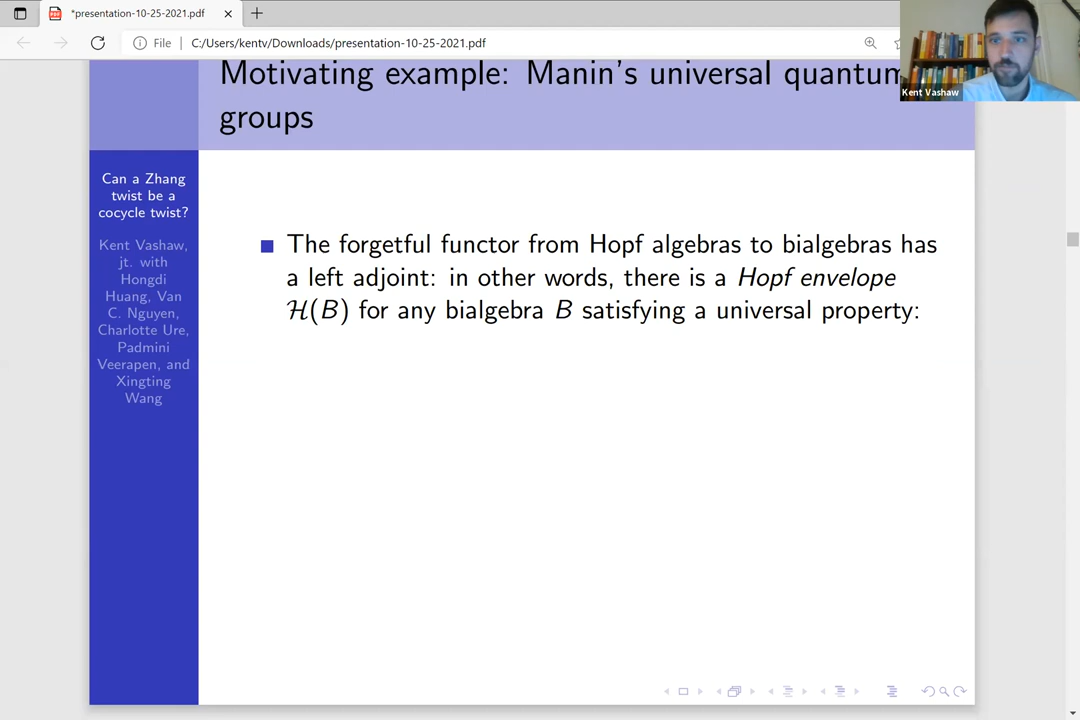 *presentation-10-25-2021.pdf
File
C:/Users/kentv/Downloads/presentation-10-25-2021.pdf
Kent Vashaw
Motivating example: Manin's universal quantum
groups
Can a Zhang
twist be a
cocycle twist?
Kent Vashaw,
jt. with
Hongdi
Huang, Van
C. Nguyen,
Charlotte Ure,
Padmini
Veerapen, and
Xingting
Wang
The forgetful functor from Hopf algebras to bialgebras has
a left adjoint: in other words, there is a Hopf envelope
ℋ(B) for any bialgebra B satisfying a universal property: